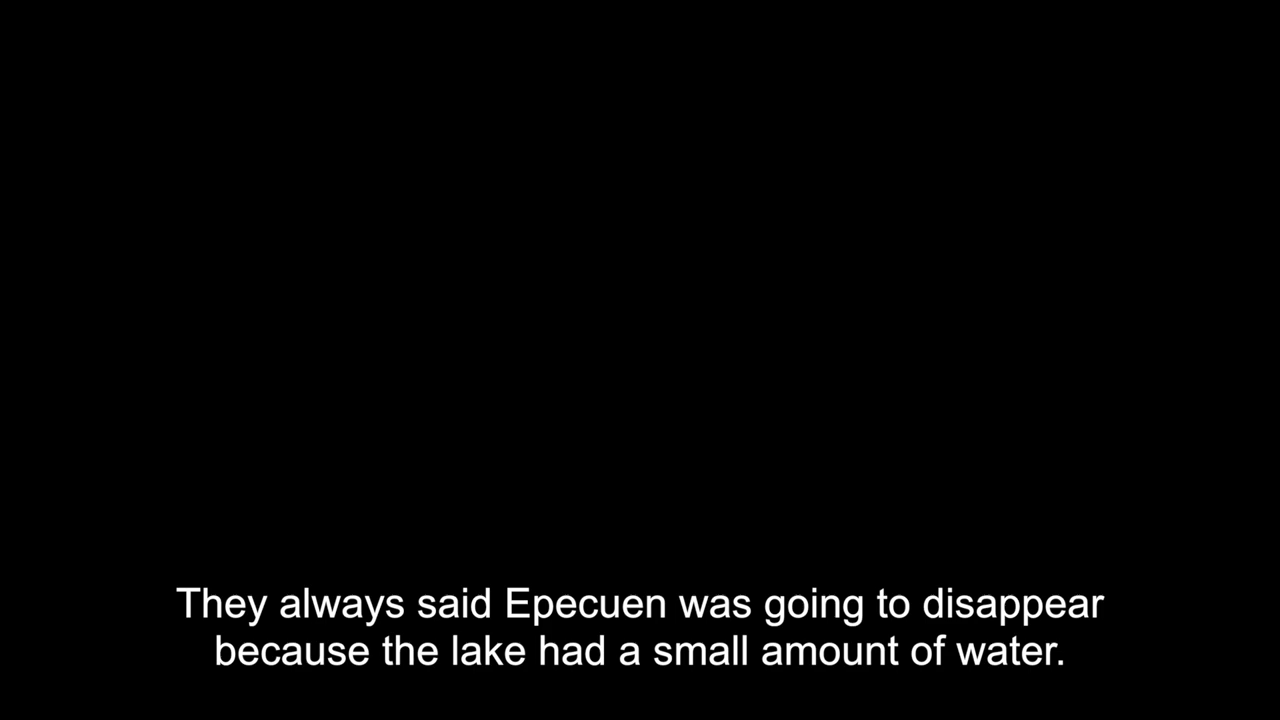 They always said Epecuen was going to disappear
because the lake had a small amount of water.